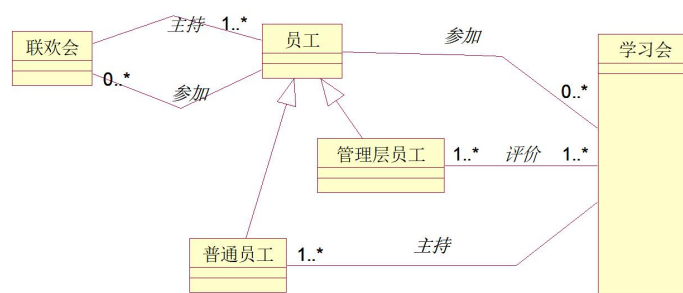 主持 1..*
联欢会
员工
参加
学习会
0..*
参加
0..*
管理层员工
1..* 评价 1..*
普通员工
1..*
主持